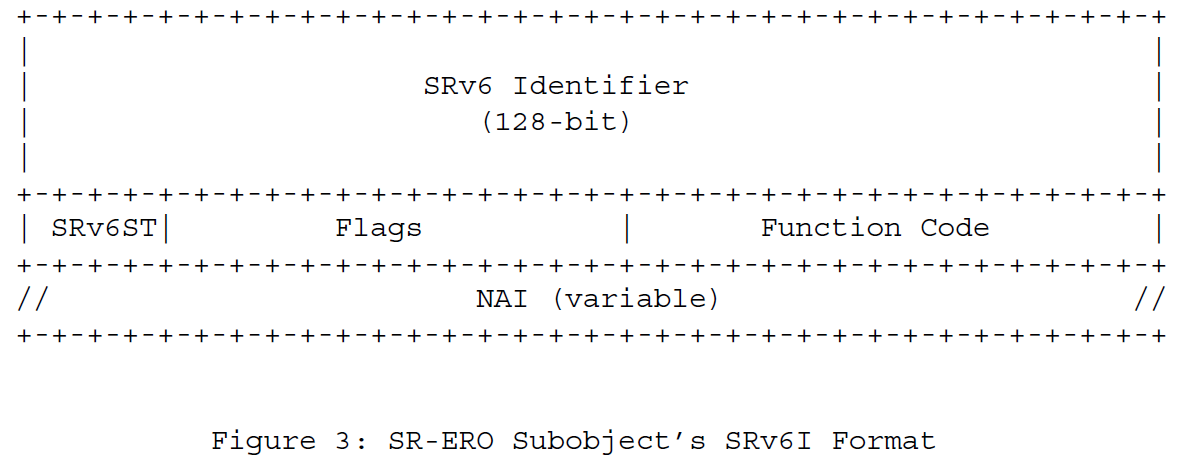 +-+-+-+-+-+-+-+-+-+-+-+-+-+-+-+-+-+-+-+-+-+-+-+-+-+-+-+-+-+-+-+-+
|                                                               |
|                      SRv6 Identifier                          |
|                         (128-bit)                             |
|                                                               |
+-+-+-+-+-+-+-+-+-+-+-+-+-+-+-+-+-+-+-+-+-+-+-+-+-+-+-+-+-+-+-+-+
| SRv6ST|         Flags           |       Function Code         |
+-+-+-+-+-+-+-+-+-+-+-+-+-+-+-+-+-+-+-+-+-+-+-+-+-+-+-+-+-+-+-+-+
//                        NAI (variable)                       //
+-+-+-+-+-+-+-+-+-+-+-+-+-+-+-+-+-+-+-+-+-+-+-+-+-+-+-+-+-+-+-+-+
Figure 3: SR-ERO Subobject's SRv6I Format